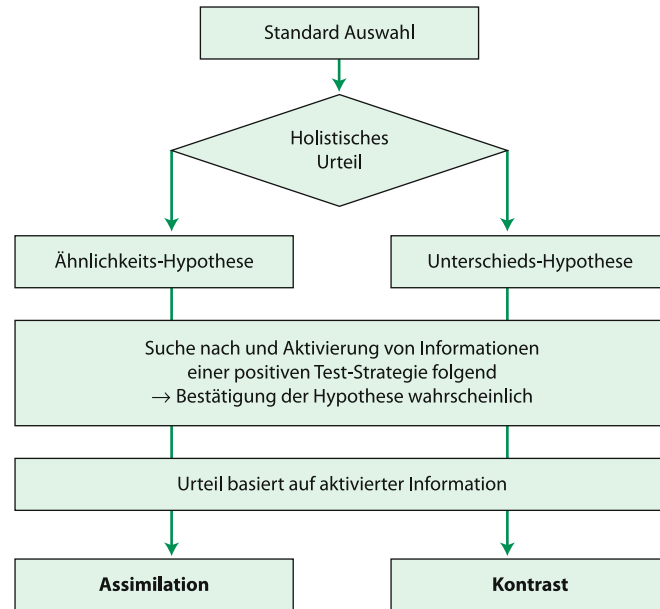 Standard Auswahl
Holistisches
Urteil
Ähnlichkeits-Hypothese
Unterschieds-Hypothese
Suche nach und Aktivierung von Informationen
einer positiven Test-Strategie folgend
→ Bestätigung der Hypothese wahrscheinlich
Urteil basiert auf aktivierter Information
Assimilation
Kontrast